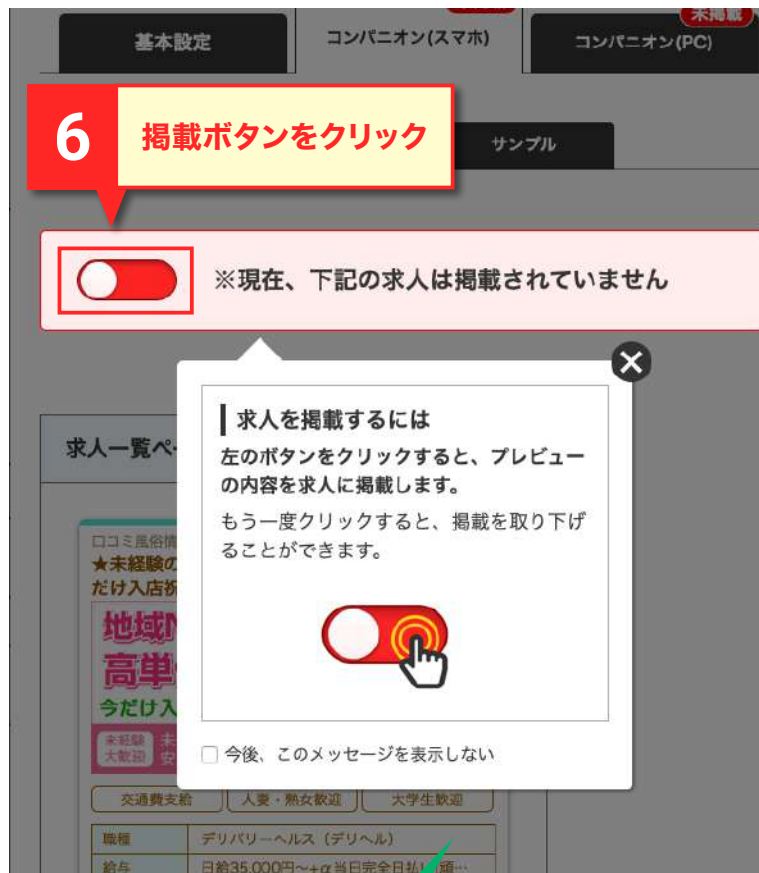 未掲載
基本設定
コンパニオン(スマホ)
コンパニオン(PC)
6
掲載ボタンをクリック
サンプル
※現在、下記の求人は掲載されていません
求人を掲載するには
左のボタンをクリックすると、プレビュー
の内容を求人に掲載します。
もう一度クリックすると、掲載を取り下げ
ることができます。
今後、このメッセージを表示しない
求人一覧ペ
口コミ風俗情
★未経験の
だけ入店祝
地域N
高単
今だけ入
未経験
大歓迎
未
安
交通費支給
人妻・熟女歓迎
大学生歓迎
職種
デリバリーヘルス（デリヘル）
給与
日給35,000円〜+α当日完全日払い